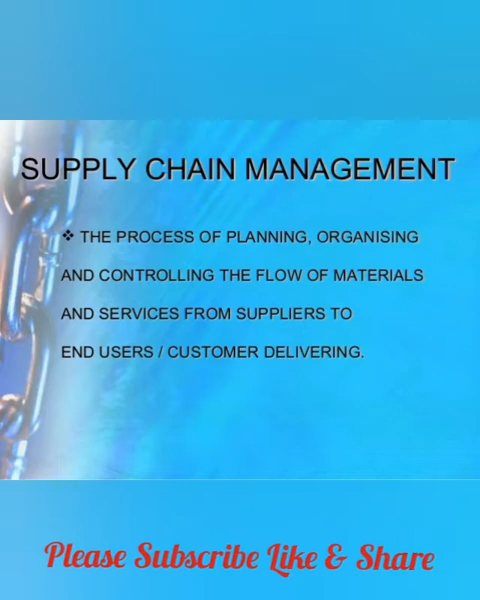 SUPPLY CHAIN MANAGEMENT
❖ THE PROCESS OF PLANNING, ORGANISING
AND CONTROLLING THE FLOW OF MATERIALS
AND SERVICES FROM SUPPLIERS TO
END USERS / CUSTOMER DELIVERING.
Please Subscribe Like & Share